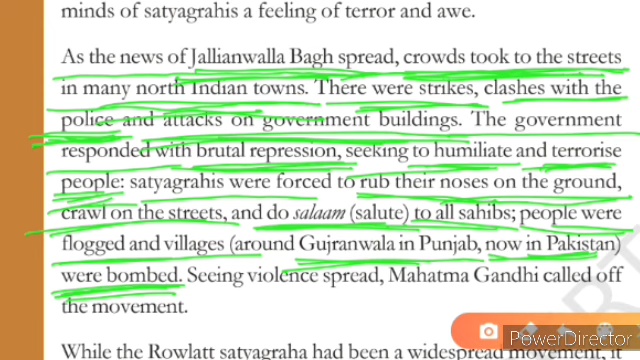 minds of satyagrahis a feeling of terror and awe.
As the news of Jallianwalla Bagh spread, crowds took to the streets
in many north Indian towns. There were strikes, clashes with the
police and attacks on government buildings. The government
responded with brutal repression, seeking to humiliate and terrorise
people: satyagrahis were forced to rub their noses on the ground,
crawl on the streets, and do salaam (salute) to all sahibs; people were
flogged and villages (around Gujranwala in Punjab, now in Pakistan)
were bombed. Seeing violence spread, Mahatma Gandhi called off
the movement.
PowerDirector
While the Rowlatt satyagraha had been a widespread movement, it